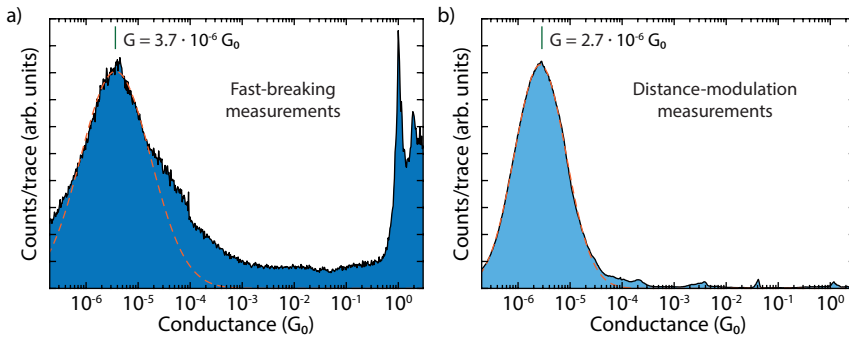 a)
G = 3.7 · 10⁻⁶ G₀
Fast-breaking
measurements
Counts/trace (arb. units)
10⁻⁶ 10⁻⁵ 10⁻⁴ 10⁻³ 10⁻² 10⁻¹ 10⁰
Conductance (G₀)
b)
G = 2.7 · 10⁻⁶ G₀
Distance-modulation
measurements
Counts/trace (arb. units)
10⁻⁶ 10⁻⁵ 10⁻⁴ 10⁻³ 10⁻² 10⁻¹ 10⁰
Conductance (G₀)